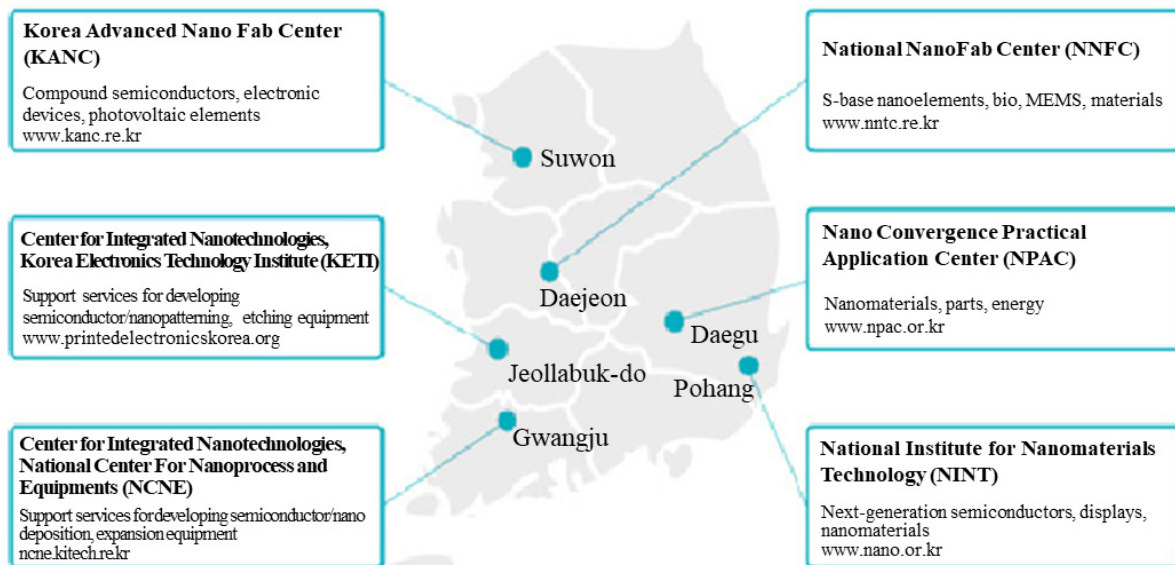 Korea Advanced Nano Fab Center
(KANC)
Compound semiconductors, electronic
devices, photovoltaic elements
www.kanc.re.kr
Center for Integrated Nanotechnologies,
Korea Electronics Technology Institute (KETI)
Support services for developing
semiconductor/nanopatterning, etching equipment
www.printedelectronicskorea.org
Center for Integrated Nanotechnologies,
National Center For Nanoprocess and
Equipments (NCNE)
Support services for developing semiconductor/nano
deposition, expansion equipment
ncne.kitech.re.kr
Suwon
Daejeon
Daegu
Jeollabuk-do
Pohang
Gwangju
National NanoFab Center (NNFC)
S-base nanoelements, bio, MEMS, materials
www.nntc.re.kr
Nano Convergence Practical
Application Center (NPAC)
Nanomaterials, parts, energy
www.npac.or.kr
National Institute for Nanomaterials
Technology (NINT)
Next-generation semiconductors, displays,
nanomaterials
www.nano.or.kr